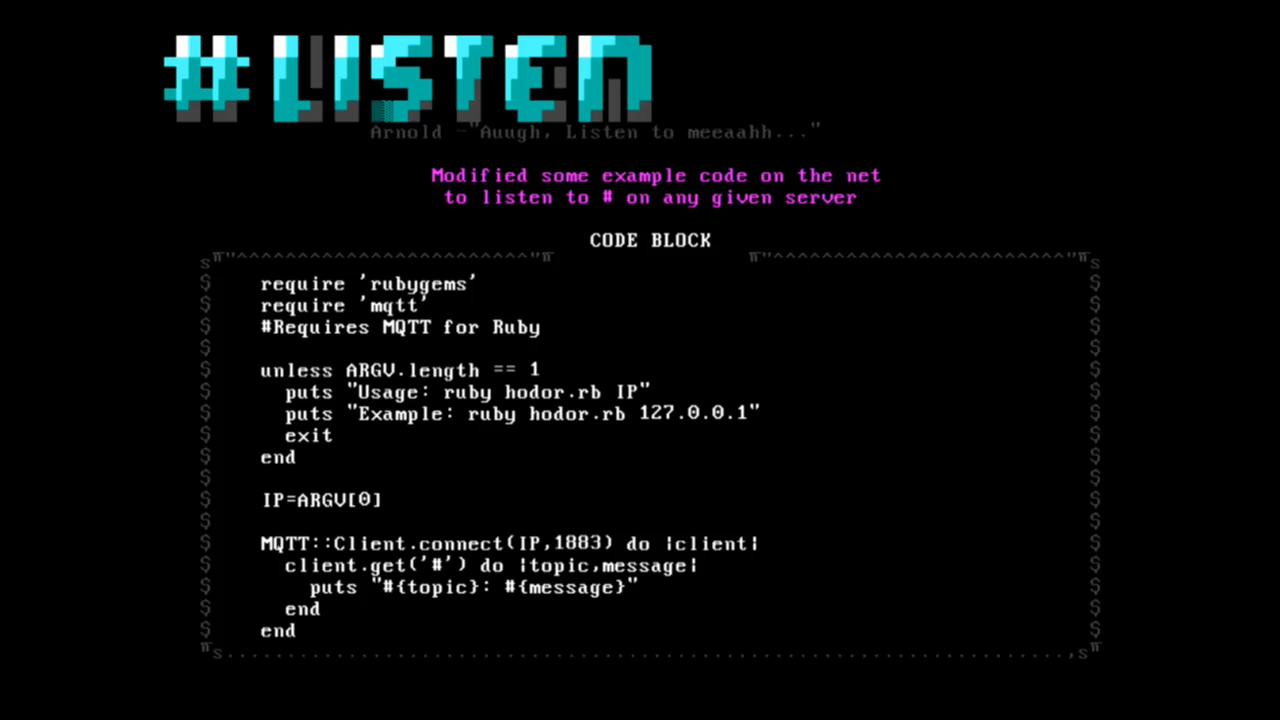 #LISTEN
Arnold -"Auugh, Listen to meeaahh..."
Modified some example code on the net
to listen to # on any given server
CODE BLOCK
require 'rubygems'
require 'mqtt'
#Requires MQTT for Ruby
unless ARGV.length == 1
puts "Usage: ruby hodor.rb IP"
puts "Example: ruby hodor.rb 127.0.0.1"
exit
end
IP=ARGV[0]
MQTT::Client.connect(IP,1883) do |client|
client.get('#') do |topic,message|
puts "#{topic}: #{message}"
end
end